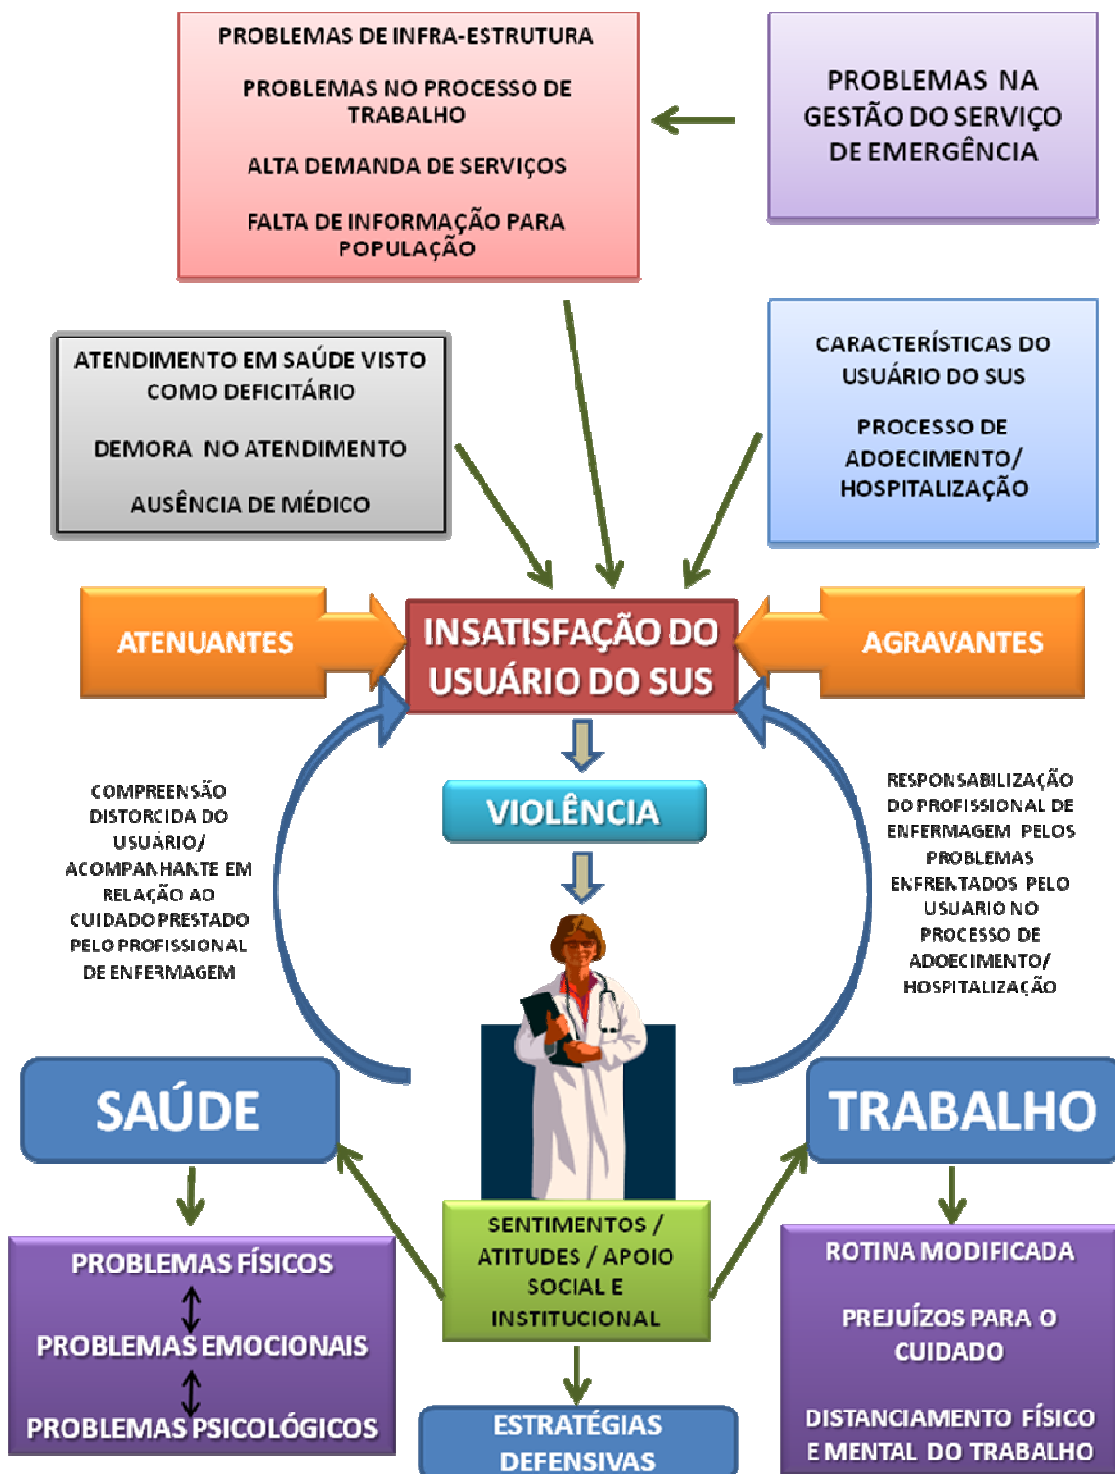 PROBLEMAS DE INFRA-ESTRUTURA
PROBLEMAS NO PROCESSO DE
TRABALHO
ALTA DEMANDA DE SERVIÇOS
FALTA DE INFORMAÇÃO PARA
POPULAÇÃO
PROBLEMAS NA
GESTÃO DO SERVIÇO
DE EMERGÊNCIA
ATENDIMENTO EM SAÚDE VISTO
COMO DEFICITÁRIO
DEMORA NO ATENDIMENTO
AUSÊNCIA DE MÉDICO
CARACTERÍSTICAS DO
USUÁRIO DO SUS
PROCESSO DE
ADOECIMENTO/
HOSPITALIZAÇÃO
ATENUANTES
INSATISFAÇÃO DO
USUÁRIO DO SUS
AGRAVANTES
VIOLÊNCIA
COMPREENSÃO
DISTORCIDA DO
USUÁRIO/
ACOMPANHANTE EM
RELAÇÃO AO
CUIDADO PRESTADO
PELO PROFISSIONAL
DE ENFERMAGEM
RESPONSABILIZAÇÃO
DO PROFISSIONAL DE
ENFERMAGEM PELOS
PROBLEMAS
ENFRENTADOS PELO
USUARIO NO
PROCESSO DE
ADOECIMENTO/
HOSPITALIZAÇÃO
SAÚDE
TRABALHO
SENTIMENTOS /
ATITUDES / APOIO
SOCIAL E
INSTITUCIONAL
PROBLEMAS FÍSICOS
PROBLEMAS EMOCIONAIS
PROBLEMAS PSICOLÓGICOS
ROTINA MODIFICADA
PREJUÍZOS PARA O
CUIDADO
DISTANCIAMENTO FÍSICO
E MENTAL DO TRABALHO
ESTRATÉGIAS
DEFENSIVAS